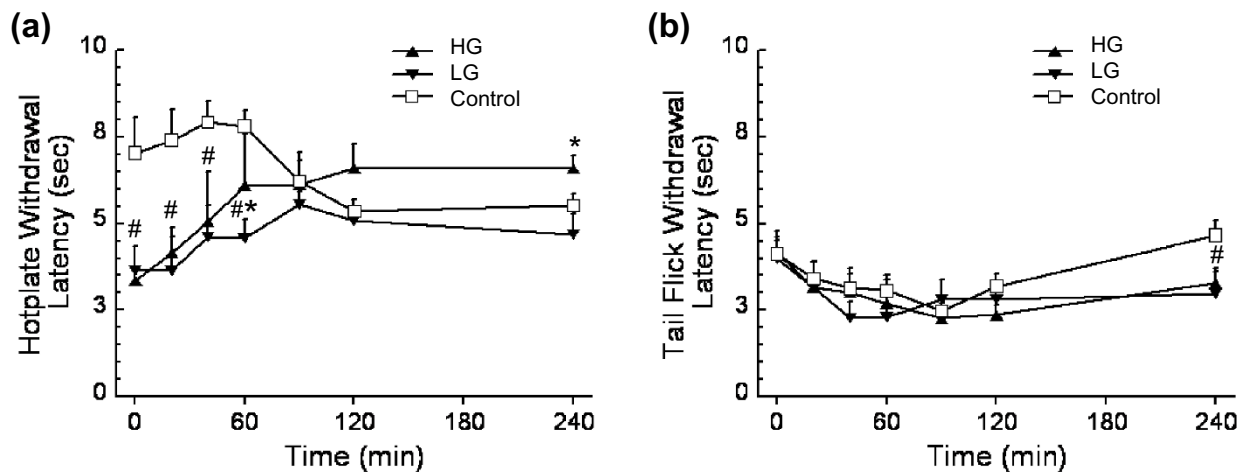 (a)
Hotplate Withdrawal
Latency (sec)
10
8
5
3
0
HG
LG
Control
#
#
#
#*
*
0
60
120
180
240
Time (min)
(b)
Tail Flick Withdrawal
Latency (sec)
10
8
5
3
0
HG
LG
Control
#
0
60
120
180
240
Time (min)